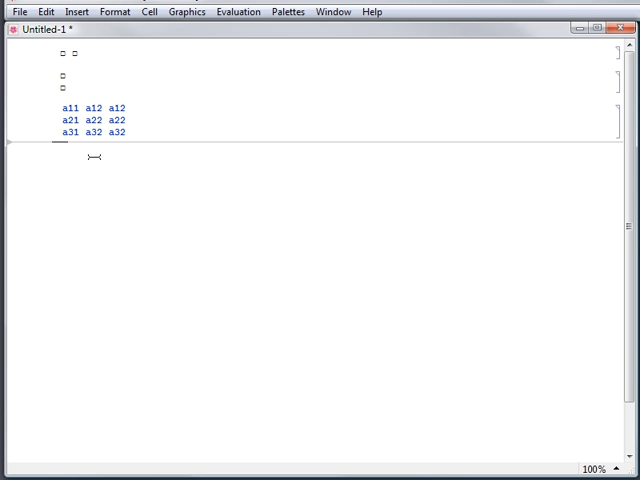 File Edit Insert Format Cell Graphics Evaluation Palettes Window Help
Untitled-1 *
a11 a12 a12
a21 a22 a22
a31 a32 a32
100%